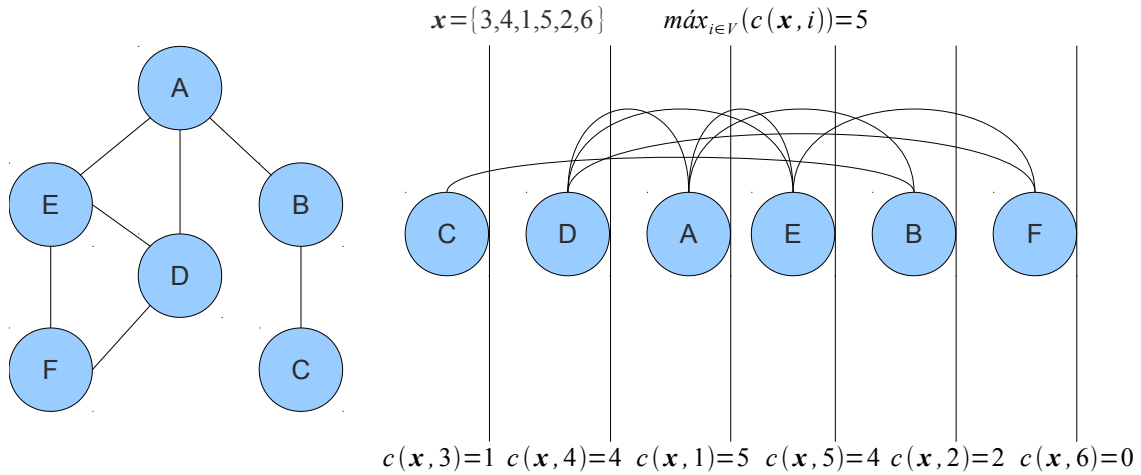 x={3,4,1,5,2,6} máx_{i∈V}(c(x,i))=5
A
E B
D
F C
C D A E B F
c(x,3)=1 c(x,4)=4 c(x,1)=5 c(x,5)=4 c(x,2)=2 c(x,6)=0